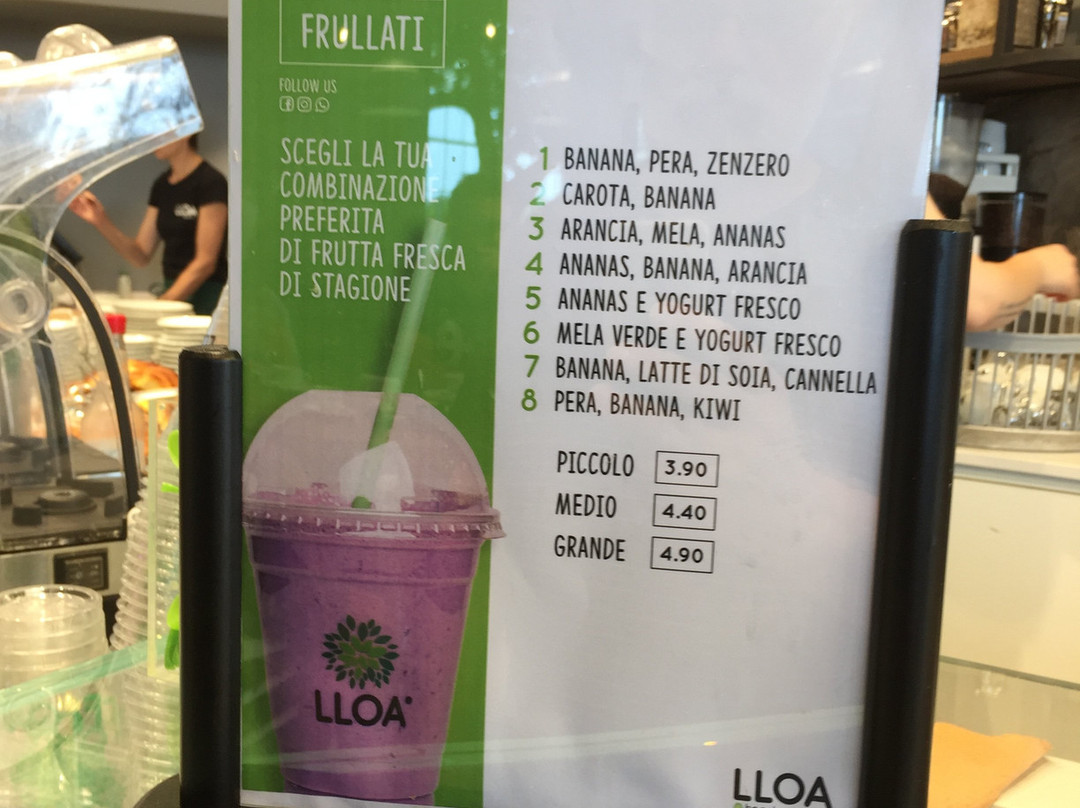 FRULLATI
FOLLOW US
SCEGLI LA TUA
COMBINAZIONE
PREFERITA
DI FRUTTA FRESCA
DI STAGIONE
1 BANANA, PERA, ZENZERO
2 CAROTA, BANANA
3 ARANCIA, MELA, ANANAS
4 ANANAS, BANANA, ARANCIA
5 ANANAS E YOGURT FRESCO
6 MELA VERDE E YOGURT FRESCO
7 BANANA, LATTE DI SOIA, CANNELLA
8 PERA, BANANA, KIWI
PICCOLO 3.90
MEDIO 4.40
GRANDE 4.90
LLOA
LLOA